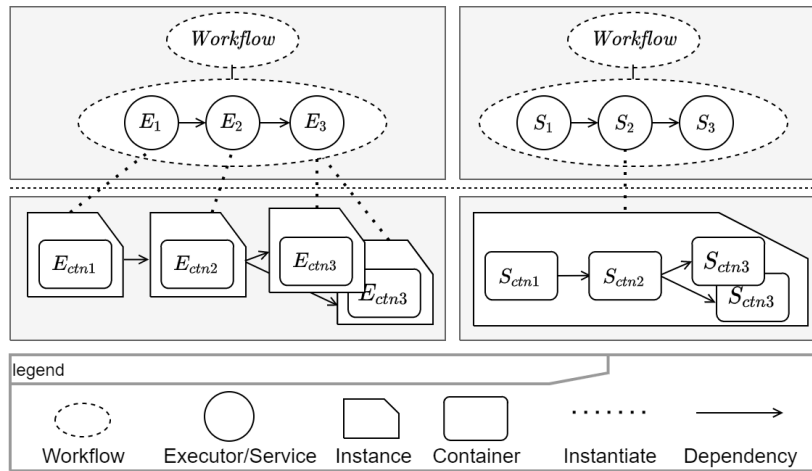 Workflow
Workflow
E1 E2 E3
S1 S2 S3
Ectn1 Ectn2 Ectn3
Ectn3
Sctn1 Sctn2 Sctn3
Sctn3
legend
Workflow Executor/Service Instance Container Instantiate Dependency